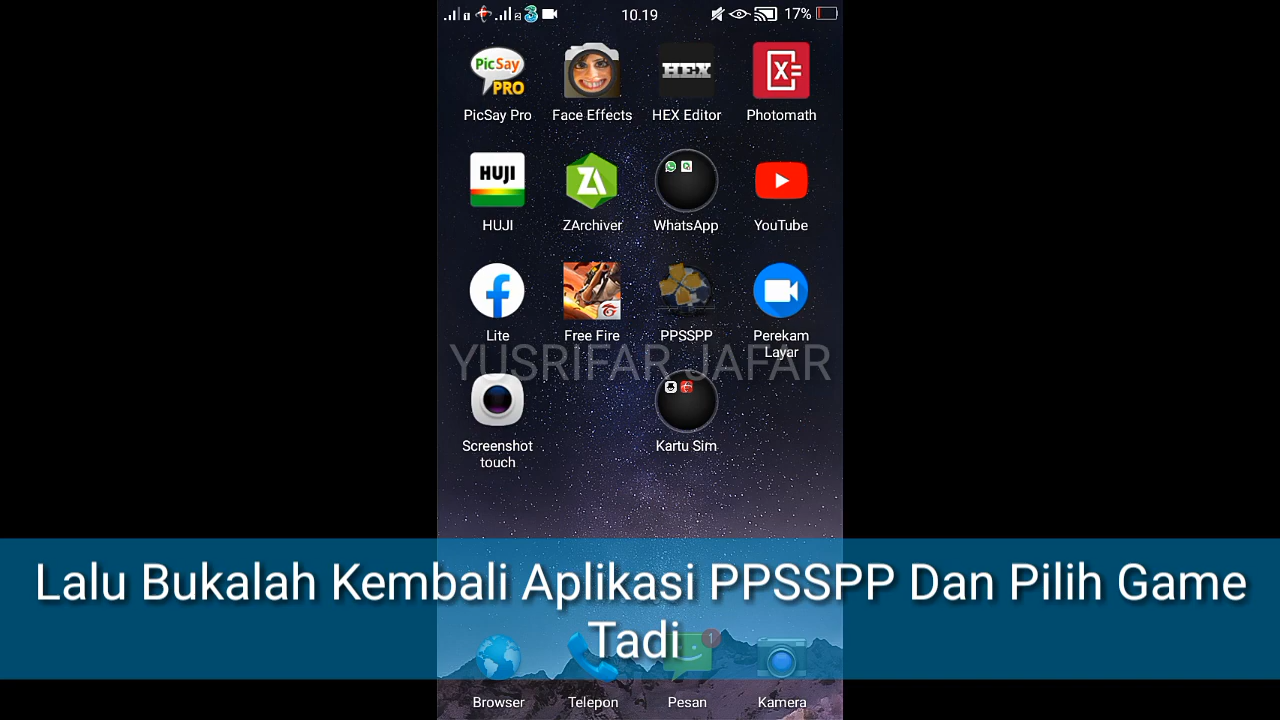 10.19 17%
PicSay
PRO
HEX
PicSay Pro Face Effects HEX Editor Photomath
HUJI
ZA
HUJI ZArchiver WhatsApp YouTube
Lite Free Fire PPSSPP Perekam
Layar
YUSRIFAR JAFAR
Screenshot
touch
Kartu Sim
Lalu Bukalah Kembali Aplikasi PPSSPP Dan Pilih Game
Tadi
1
Browser Telepon Pesan Kamera